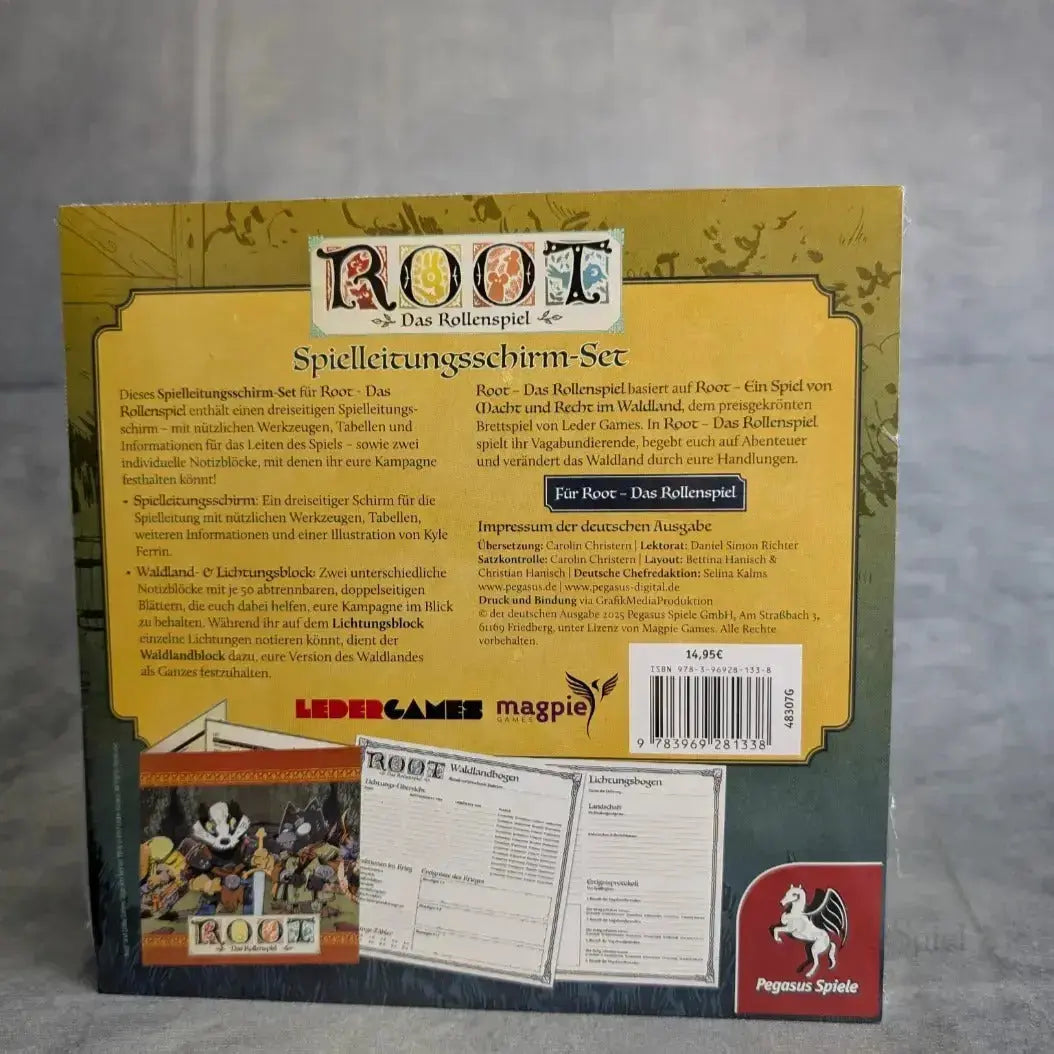 ROOT
Das Rollenspiel
Spielleitungsschirm-Set
Dieses Spielleitungsschirm-Set für Root - Das
Rollenspiel enthält einen dreiseitigen Spielleitungs-
schirm – mit nützlichen Werkzeugen, Tabellen und
Informationen für das Leiten des Spiels – sowie zwei
individuelle Notizblöcke, mit denen ihr eure Kampagne
festhalten könnt!
• Spielleitungsschirm: Ein dreiseitiger Schirm für die
Spielleitung mit nützlichen Werkzeugen, Tabellen,
weiteren Informationen und einer Illustration von Kyle
Ferrin.
• Waldland- & Lichtungsblock: Zwei unterschiedliche
Notizblöcke mit je 50 abtrennbaren, doppelseitigen
Blättern, die euch dabei helfen, eure Kampagne im Blick
zu behalten. Während ihr auf dem Lichtungsblock
einzelne Lichtungen notieren könnt, dient der
Waldlandblock dazu, eure Version des Waldlandes
als Ganzes festzuhalten.
Root – Das Rollenspiel basiert auf Root – Ein Spiel von
Macht und Recht im Waldland, dem preisgekrönten
Brettspiel von Leder Games. In Root – Das Rollenspiel
spielt ihr Vagabundierende, begebt euch auf Abenteuer
und verändert das Waldland durch eure Handlungen.
Für Root – Das Rollenspiel
Impressum der deutschen Ausgabe
Übersetzung: Carolin Christern | Lektorat: Daniel Simon Richter
Satzkontrolle: Carolin Christern | Layout: Bettina Hanisch &
Christian Hanisch | Deutsche Chefredaktion: Selina Kalms
www.pegasus.de | www.pegasus-digital.de
Druck und Bindung via GrafikMediaProduktion
© der deutschen Ausgabe 2025 Pegasus Spiele GmbH, Am Straßbach 3,
61169 Friedberg, unter Lizenz von Magpie Games. Alle Rechte
vorbehalten.
LEDERGAMES
magpie
GAMES
14,95€
ISBN 978-3-96928-133-8
9 783969 281338
48307G
ROOT
Das Rollenspiel
ROOT
Das Rollenspiel
Waldlandbogen
Lichtungs-Übersicht
Ereignisse des Krieges
Lichtungsbogen
Landschaft
Ereignisprotokoll
Pegasus Spiele